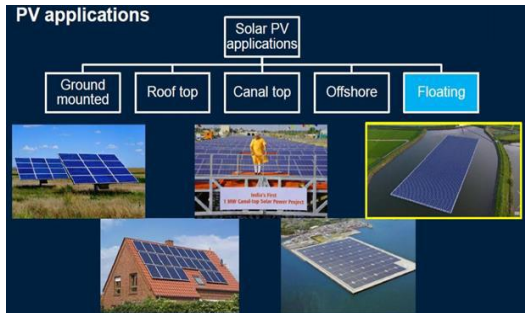 PV applications
Solar PV
applications
Ground
mounted
Roof top
Canal top
Offshore
Floating
India's First
1 MW Canal-top Solar Power Project